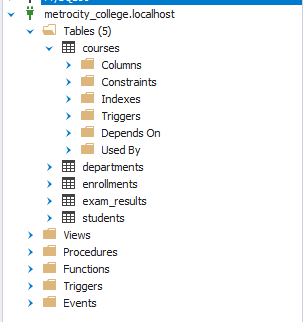 metrocity_college.localhost
Tables (5)
courses
Columns
Constraints
Indexes
Triggers
Depends On
Used By
departments
enrollments
exam_results
students
Views
Procedures
Functions
Triggers
Events